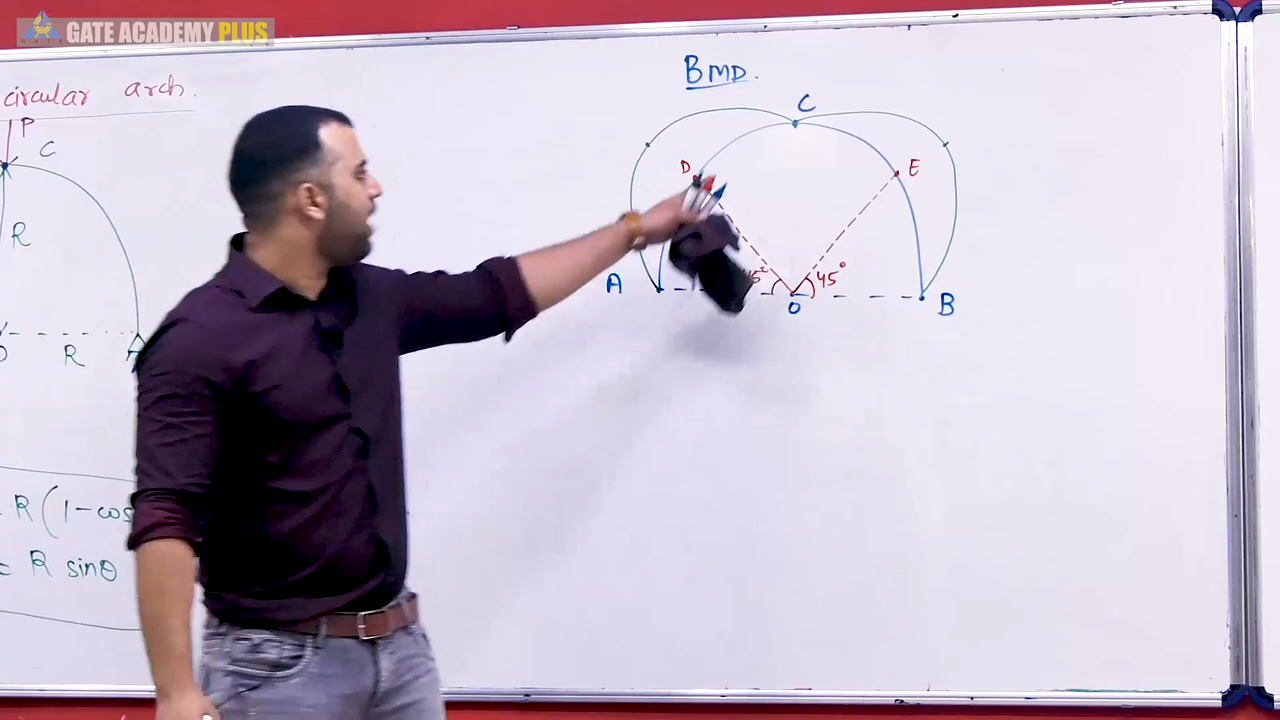 GATE ACADEMY PLUS
circular arch.
P
C
R
R
R(1-cos
= R sinθ
BMD.
C
D
E
45°
A
O
B